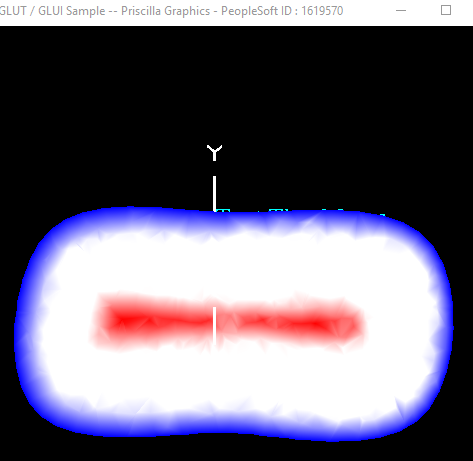 GLUT / GLUI Sample -- Priscilla Graphics - PeopleSoft ID : 1619570
Y